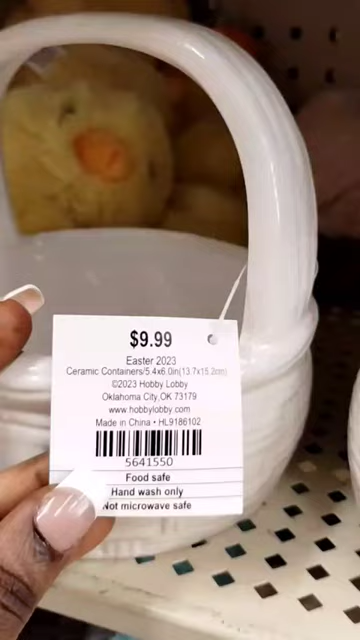 $9.99
Easter 2023
Ceramic Containers/5.4x6.0in(13.7x15.2cm)
©2023 Hobby Lobby
Oklahoma City,OK 73179
www.hobbylobby.com
Made in China • HL9186102
5641550
Food safe
Hand wash only
Not microwave safe